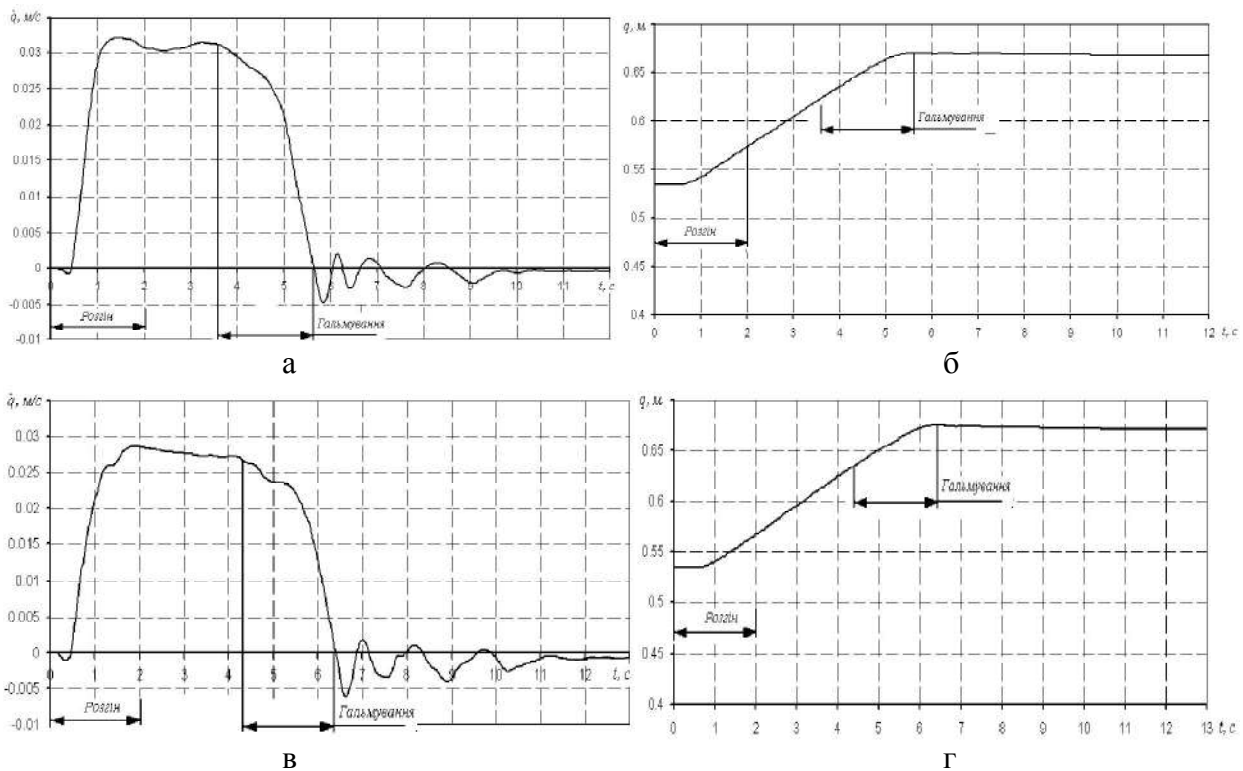 q̇, м/с
0.03
0.025
0.02
0.015
0.01
0.005
0
-0.005
-0.01
1 2 3 4 5 6 7 8 9 10 11 t, с
Розгін
Гальмування
а
q, м
0.65
0.6
0.55
0.5
0.45
0.4
0 1 2 3 4 5 6 7 8 9 10 11 12 t, с
Розгін
Гальмування
б
q̇, м/с
0.03
0.025
0.02
0.015
0.01
0.005
0
-0.005
-0.01
0 1 2 3 4 5 6 7 8 9 10 11 12 t, с
Розгін
Гальмування
в
q, м
0.65
0.6
0.55
0.5
0.45
0.4
0 1 2 3 4 5 6 7 8 9 10 11 12 13 t, с
Розгін
Гальмування
г